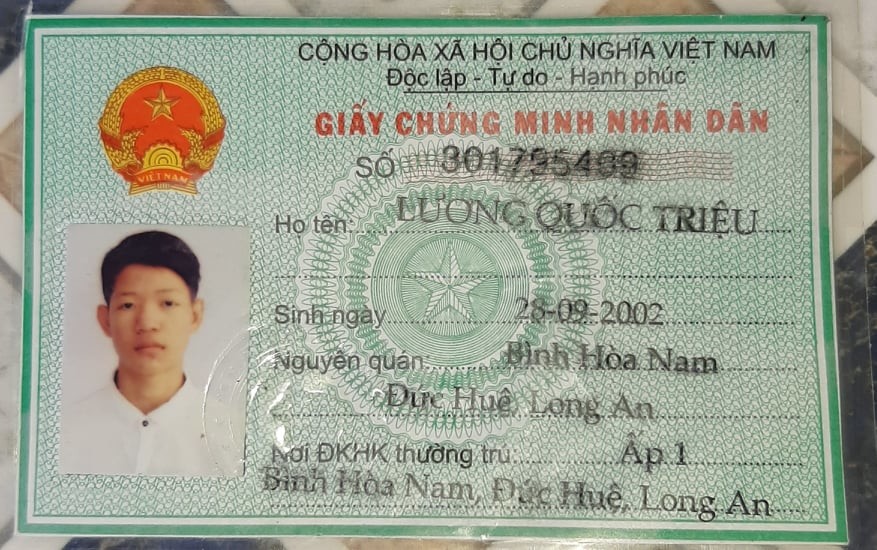 CỘNG HÒA XÃ HỘI CHỦ NGHĨA VIỆT NAM
Độc lập - Tự do - Hạnh phúc
GIẤY CHỨNG MINH NHÂN DÂN
SỐ 301795499
Họ tên: LƯƠNG QUỐC TRIỆU
Sinh ngày 28-09-2002
Nguyên quán: Bình Hòa Nam
Đức Huệ, Long An
Nơi ĐKHK thường trú: Ấp 1
Bình Hòa Nam, Đức Huệ, Long An
VIỆT NAM